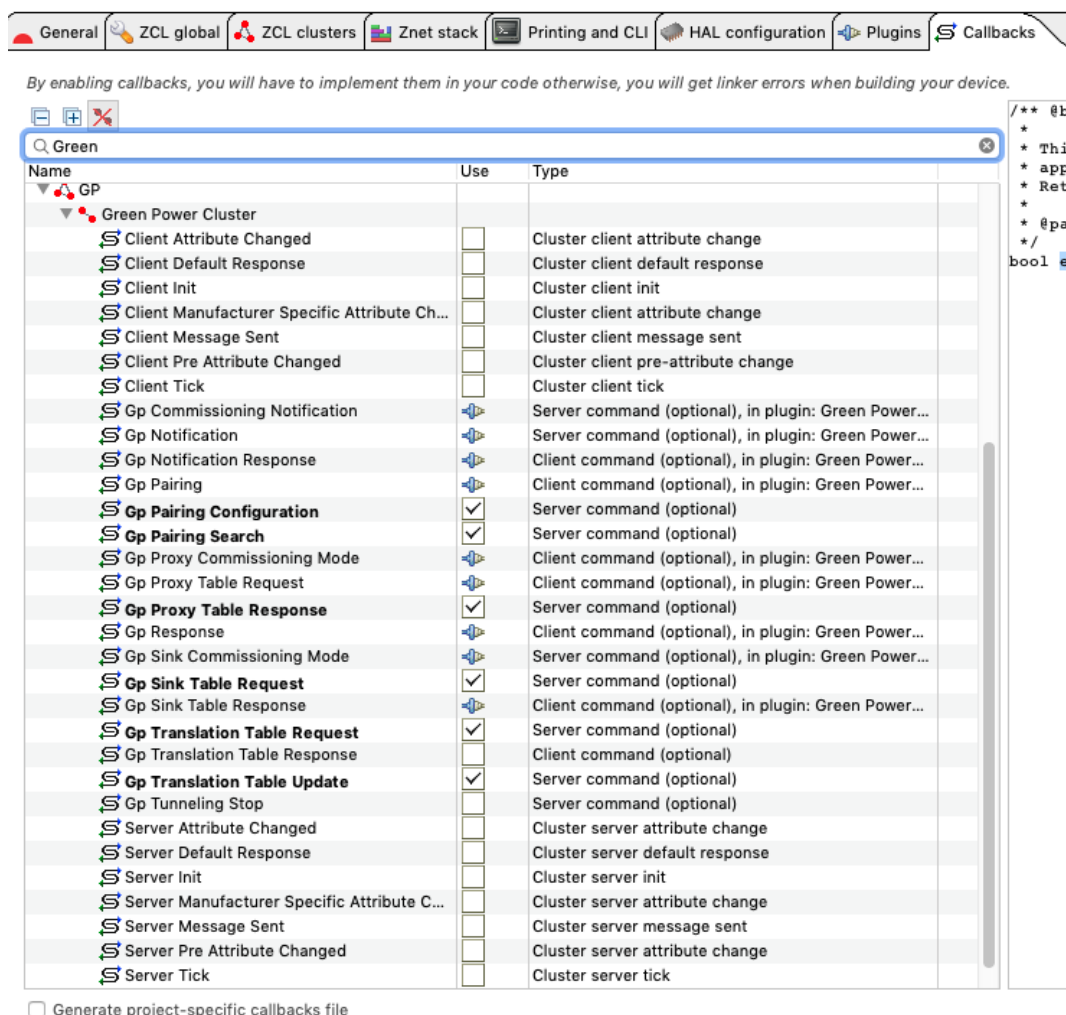 General ZCL global ZCL clusters Znet stack Printing and CLI HAL configuration Plugins Callbacks
By enabling callbacks, you will have to implement them in your code otherwise, you will get linker errors when building your device.
Green
Name Use Type
GP
Green Power Cluster
Client Attribute Changed Cluster client attribute change
Client Default Response Cluster client default response
Client Init Cluster client init
Client Manufacturer Specific Attribute Ch... Cluster client attribute change
Client Message Sent Cluster client message sent
Client Pre Attribute Changed Cluster client pre-attribute change
Client Tick Cluster client tick
Gp Commissioning Notification Server command (optional), in plugin: Green Power...
Gp Notification Server command (optional), in plugin: Green Power...
Gp Notification Response Client command (optional), in plugin: Green Power...
Gp Pairing Client command (optional), in plugin: Green Power...
Gp Pairing Configuration Server command (optional)
Gp Pairing Search Server command (optional)
Gp Proxy Commissioning Mode Client command (optional), in plugin: Green Power...
Gp Proxy Table Request Client command (optional), in plugin: Green Power...
Gp Proxy Table Response Server command (optional)
Gp Response Client command (optional), in plugin: Green Power...
Gp Sink Commissioning Mode Server command (optional), in plugin: Green Power...
Gp Sink Table Request Server command (optional)
Gp Sink Table Response Client command (optional), in plugin: Green Power...
Gp Translation Table Request Server command (optional)
Gp Translation Table Response Client command (optional)
Gp Translation Table Update Server command (optional)
Gp Tunneling Stop Server command (optional)
Server Attribute Changed Cluster server attribute change
Server Default Response Cluster server default response
Server Init Cluster server init
Server Manufacturer Specific Attribute C... Cluster server attribute change
Server Message Sent Cluster server message sent
Server Pre Attribute Changed Cluster server attribute change
Server Tick Cluster server tick
Generate project-specific callbacks file
/** @b
*
* Thi
* app
* Ret
*
* @pa
*/
bool e